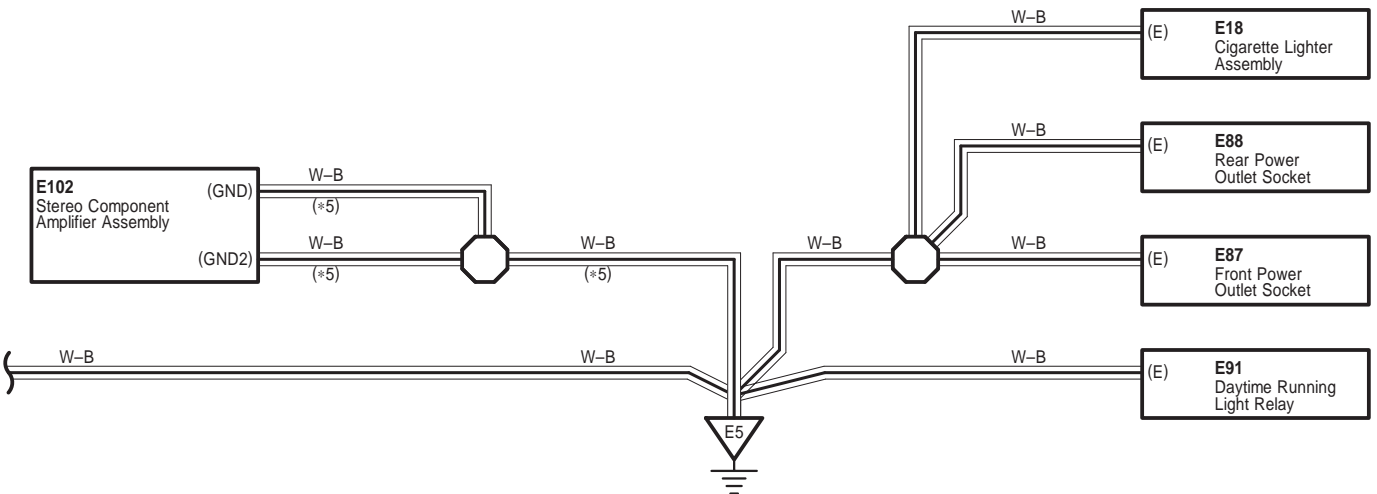 W–B
(E)
E18
Cigarette Lighter
Assembly
W–B
(E)
E88
Rear Power
Outlet Socket
E102
Stereo Component
Amplifier Assembly
(GND)
W–B
(∗5)
(GND2)
W–B
(∗5)
W–B
(∗5)
W–B
W–B
(E)
E87
Front Power
Outlet Socket
W–B
W–B
W–B
(E)
E91
Daytime Running
Light Relay
E5